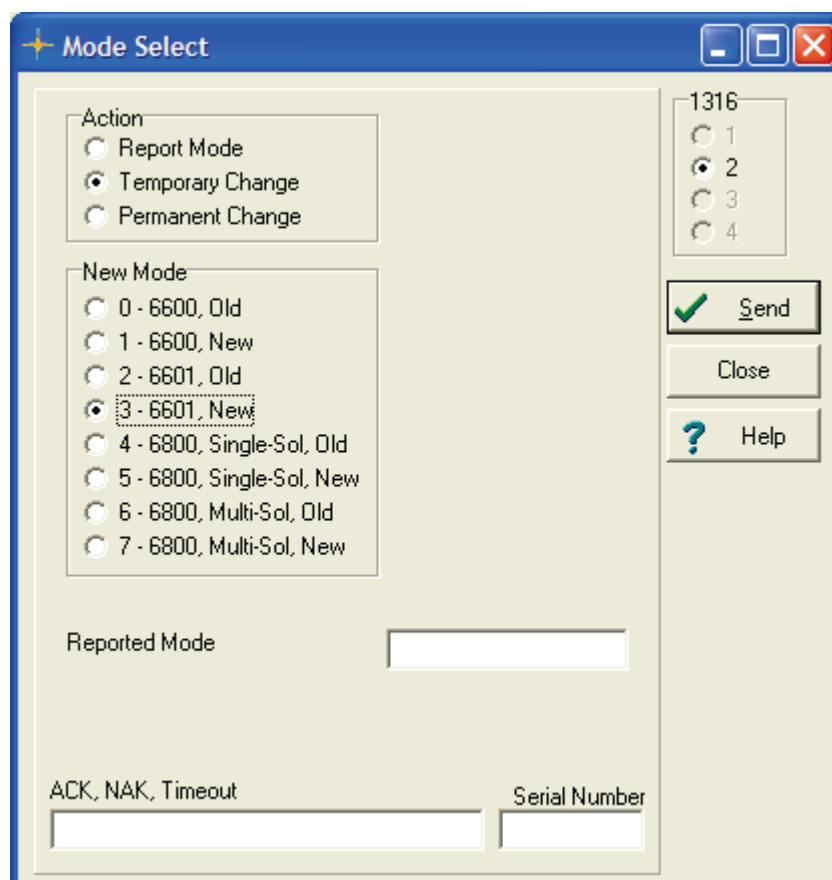 Mode Select
Action
Report Mode
Temporary Change
Permanent Change
New Mode
0 - 6600, Old
1 - 6600, New
2 - 6601, Old
3 - 6601, New
4 - 6800, Single-Sol, Old
5 - 6800, Single-Sol, New
6 - 6800, Multi-Sol, Old
7 - 6800, Multi-Sol, New
Reported Mode
ACK, NAK, Timeout
Serial Number
1316
1
2
3
4
Send
Close
? Help